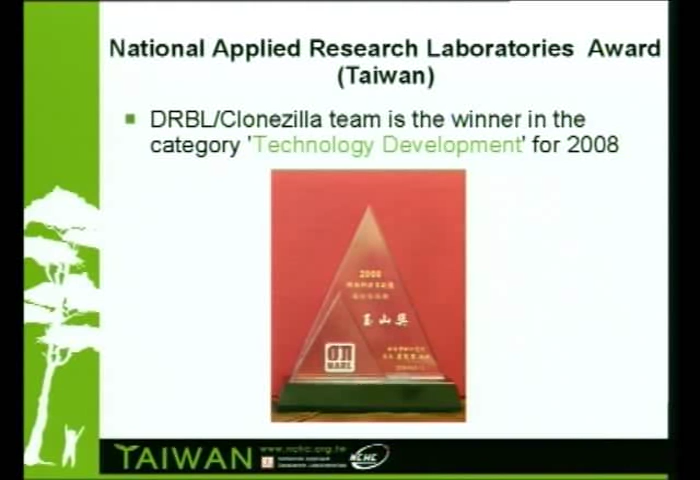 National Applied Research Laboratories Award
(Taiwan)
DRBL/Clonezilla team is the winner in the
category 'Technology Development' for 2008
2008
玉山獎
NARL
TAIWAN
www.nchc.org.tw
NCHC